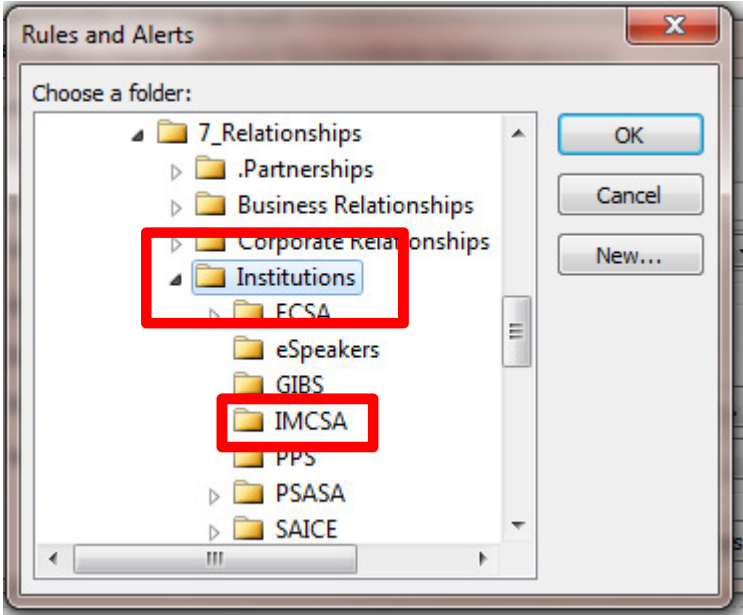 Rules and Alerts
Choose a folder:
7_Relationships
.Partnerships
Business Relationships
Corporate Relationships
Institutions
ECSA
eSpeakers
GIBS
IMCSA
PPS
PSASA
SAICE
OK
Cancel
New...